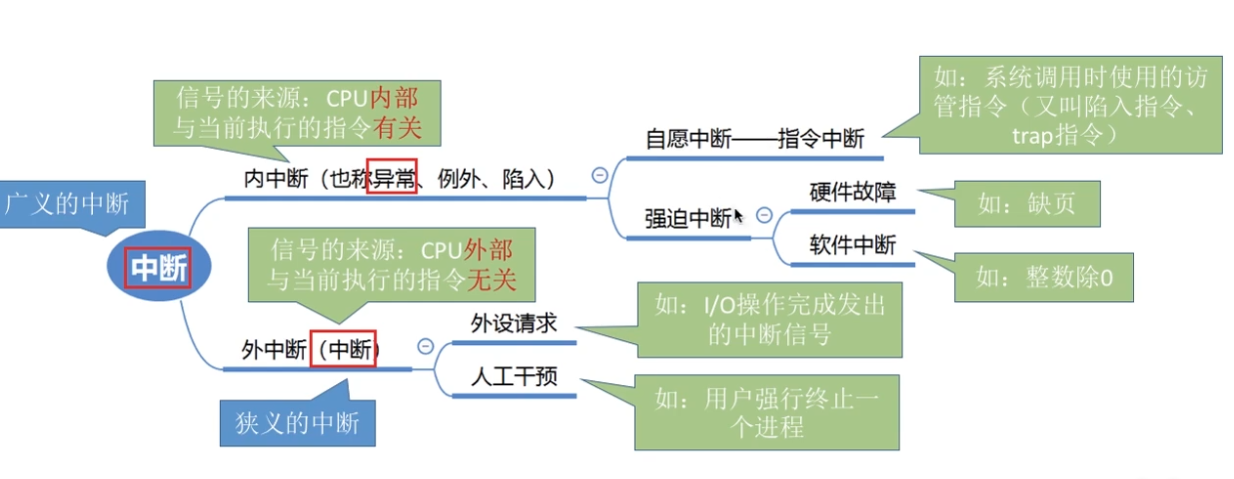 如：系统调用时使用的访
管指令（又叫陷入指令、
trap指令）
信号的来源：CPU内部
与当前执行的指令有关
自愿中断——指令中断
内中断（也称异常、例外、陷入）
硬件故障
如：缺页
广义的中断
强迫中断
软件中断
如：整数除0
中断
信号的来源：CPU外部
与当前执行的指令无关
如：I/O操作完成发出
的中断信号
外设请求
外中断（中断）
人工干预
如：用户强行终止一
个进程
狭义的中断